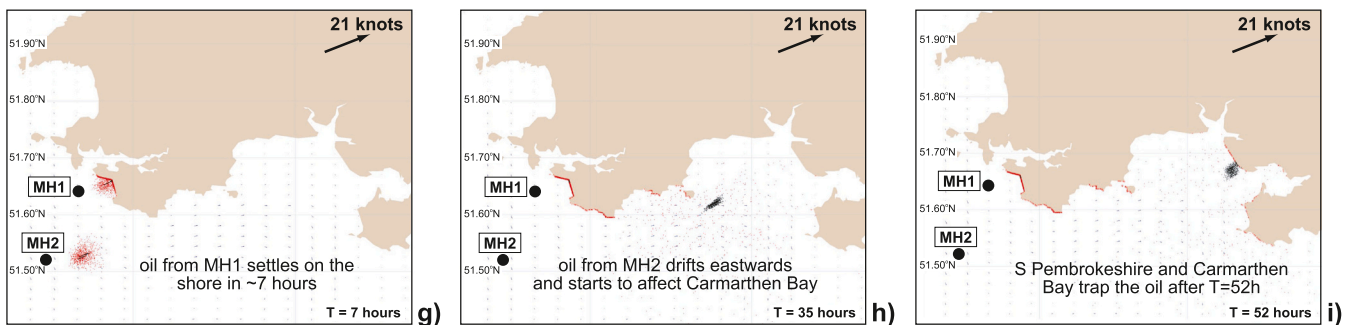 21 knots
51.90°N
51.80°N
51.70°N
MH1
51.60°N
MH2
51.50°N
oil from MH1 settles on the
shore in ~7 hours
T = 7 hours
g)
21 knots
51.90°N
51.80°N
51.70°N
MH1
51.60°N
MH2
51.50°N
oil from MH2 drifts eastwards
and starts to affect Carmarthen Bay
T = 35 hours
h)
21 knots
51.90°N
51.80°N
51.70°N
MH1
51.60°N
MH2
51.50°N
S Pembrokeshire and Carmarthen
Bay trap the oil after T=52h
T = 52 hours
i)